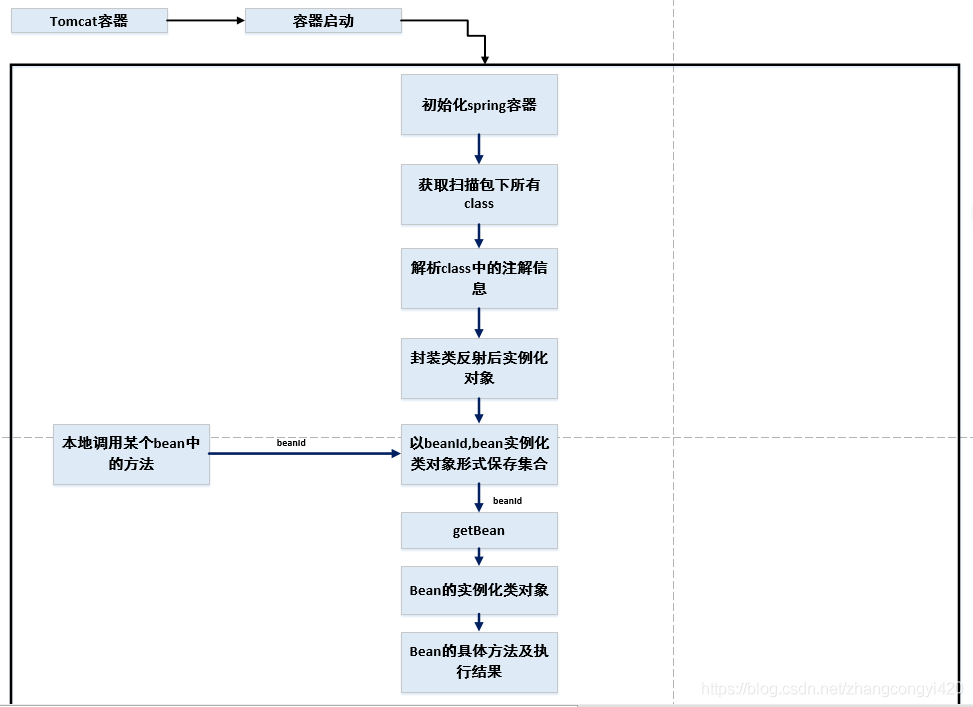 Tomcat容器
容器启动
初始化spring容器
获取扫描包下所有
class
解析class中的注解信
息
封装类反射后实例化
对象
本地调用某个bean中
的方法
beanId
以beanId,bean实例化
类对象形式保存集合
beanId
getBean
Bean的实例化类对象
Bean的具体方法及执
行结果
https://blog.csdn.net/zhangcongyi420